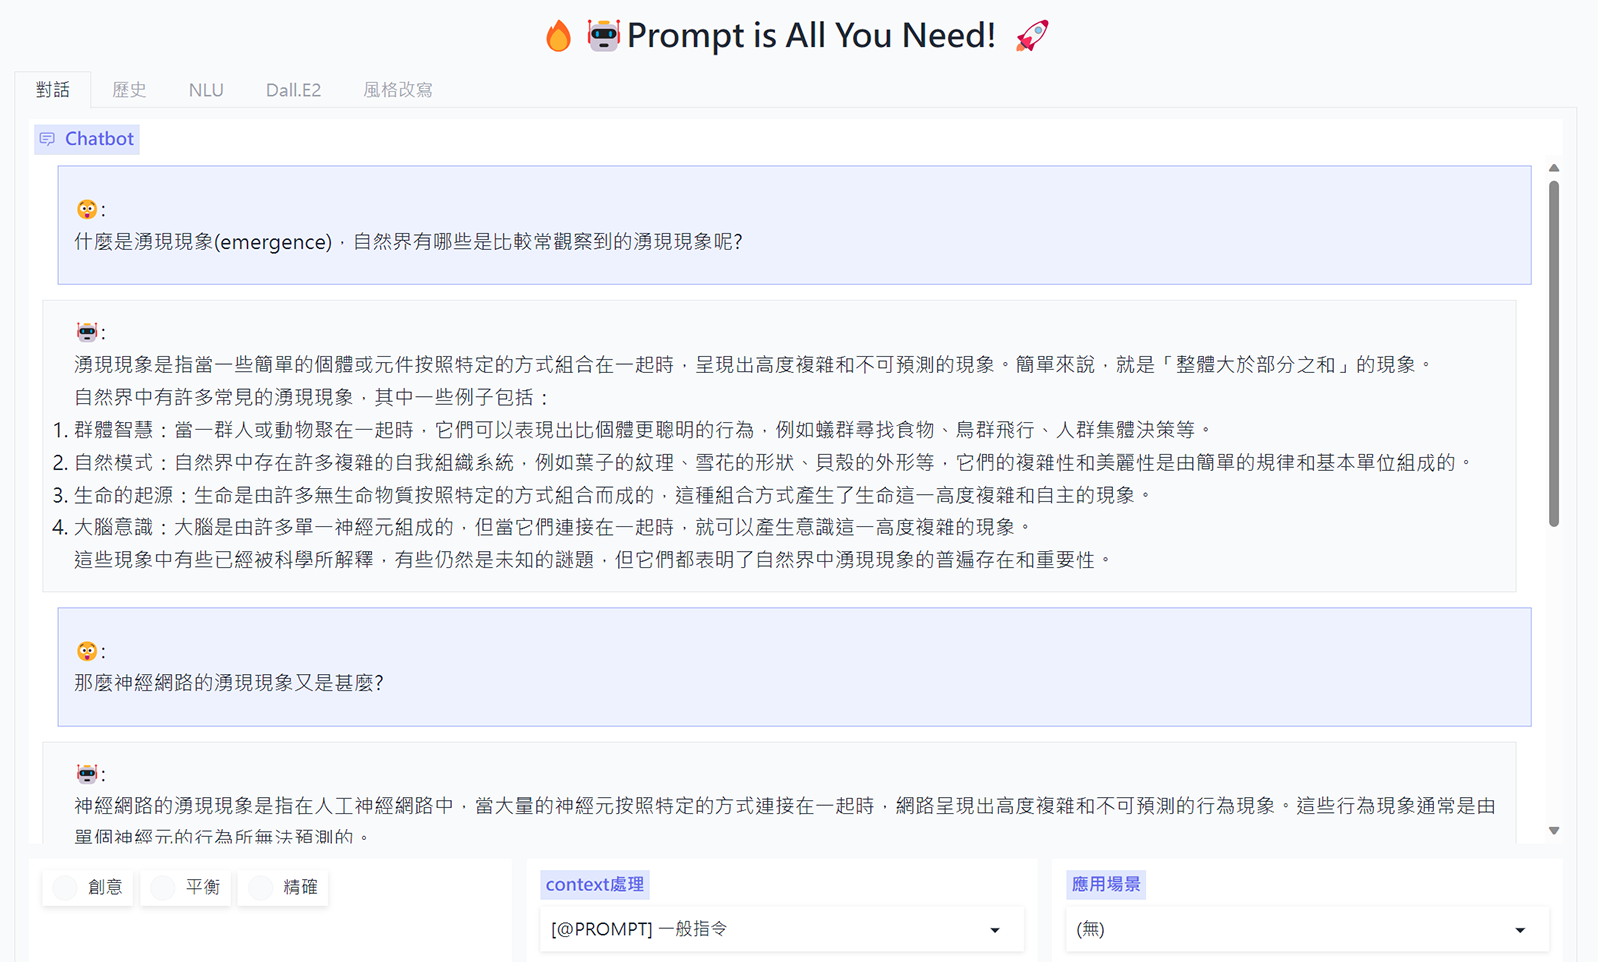 🔥 🤖Prompt is All You Need! 🚀
對話 歷史 NLU Dall.E2 風格改寫
Chatbot
😲:
什麼是湧現現象(emergence)，自然界有哪些是比較常觀察到的湧現現象呢?
🤖:
湧現現象是指當一些簡單的個體或元件按照特定的方式組合在一起時，呈現出高度複雜和不可預測的現象。簡單來說，就是「整體大於部分之和」的現象。
自然界中有許多常見的湧現現象，其中一些例子包括：
1. 群體智慧：當一群人或動物聚在一起時，它們可以表現出比個體更聰明的行為，例如蟻群尋找食物、鳥群飛行、人群集體決策等。
2. 自然模式：自然界中存在許多複雜的自我組織系統，例如葉子的紋理、雪花的形狀、貝殼的外形等，它們的複雜性和美麗性是由簡單的規律和基本單位組成的。
3. 生命的起源：生命是由許多無生命物質按照特定的方式組合而成的，這種組合方式產生了生命這一高度複雜和自主的現象。
4. 大腦意識：大腦是由許多單一神經元組成的，但當它們連接在一起時，就可以產生意識這一高度複雜的現象。
這些現象中有些已經被科學所解釋，有些仍然是未知的謎題，但它們都表明了自然界中湧現現象的普遍存在和重要性。
😲:
那麼神經網路的湧現現象又是甚麼?
🤖:
神經網路的湧現現象是指在人工神經網路中，當大量的神經元按照特定的方式連接在一起時，網路呈現出高度複雜和不可預測的行為現象。這些行為現象通常是由
單個神經元的行為所無法預測的。
創意 平衡 精確
context處理
[@PROMPT] 一般指令
應用場景
(無)